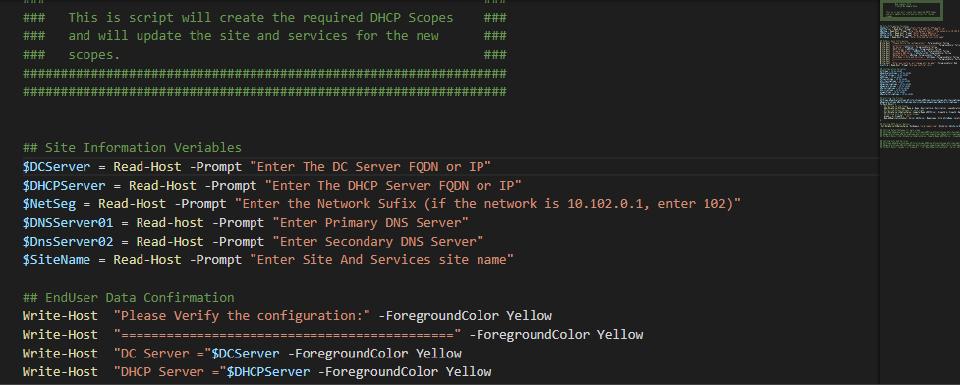 ###   This is script will create the required DHCP Scopes    ###
###   and will update the site and services for the new      ###
###   scopes.                                                ###
################################################################
################################################################
## Site Information Veriables
$DCServer = Read-Host -Prompt "Enter The DC Server FQDN or IP"
$DHCPServer = Read-Host -Prompt "Enter The DHCP Server FQDN or IP"
$NetSeg = Read-Host -Prompt "Enter the Network Sufix (if the network is 10.102.0.1, enter 102)"
$DNSServer01 = Read-host -Prompt "Enter Primary DNS Server"
$DnsServer02 = Read-Host -Prompt "Enter Secondary DNS Server"
$SiteName = Read-Host -Prompt "Enter Site And Services site name"
## EndUser Data Confirmation
Write-Host  "Please Verify the configuration:" -ForegroundColor Yellow
Write-Host  "============================================" -ForegroundColor Yellow
Write-Host  "DC Server ="$DCServer -ForegroundColor Yellow
Write-Host  "DHCP Server ="$DHCPServer -ForegroundColor Yellow